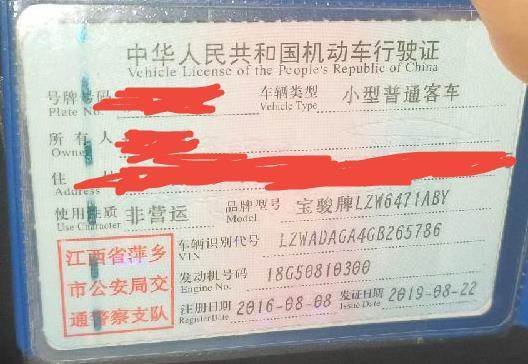 中华人民共和国机动车行驶证
Vehicle License of the People's Republic of China
号牌号码 车辆类型 小型普通客车
Plate No. Vehicle Type
所有人
Owner
住
Address
使用性质 非营运 品牌型号 宝骏牌LZW6471ABY
Use Character Model
江西省萍乡
市公安局交
通警察支队
车辆识别代号 LZWADAGA4GB265786
VIN
发动机号码 18G50810300
Engine No.
注册日期 2016-08-08 发证日期 2019-08-22
Register Date Issue Date